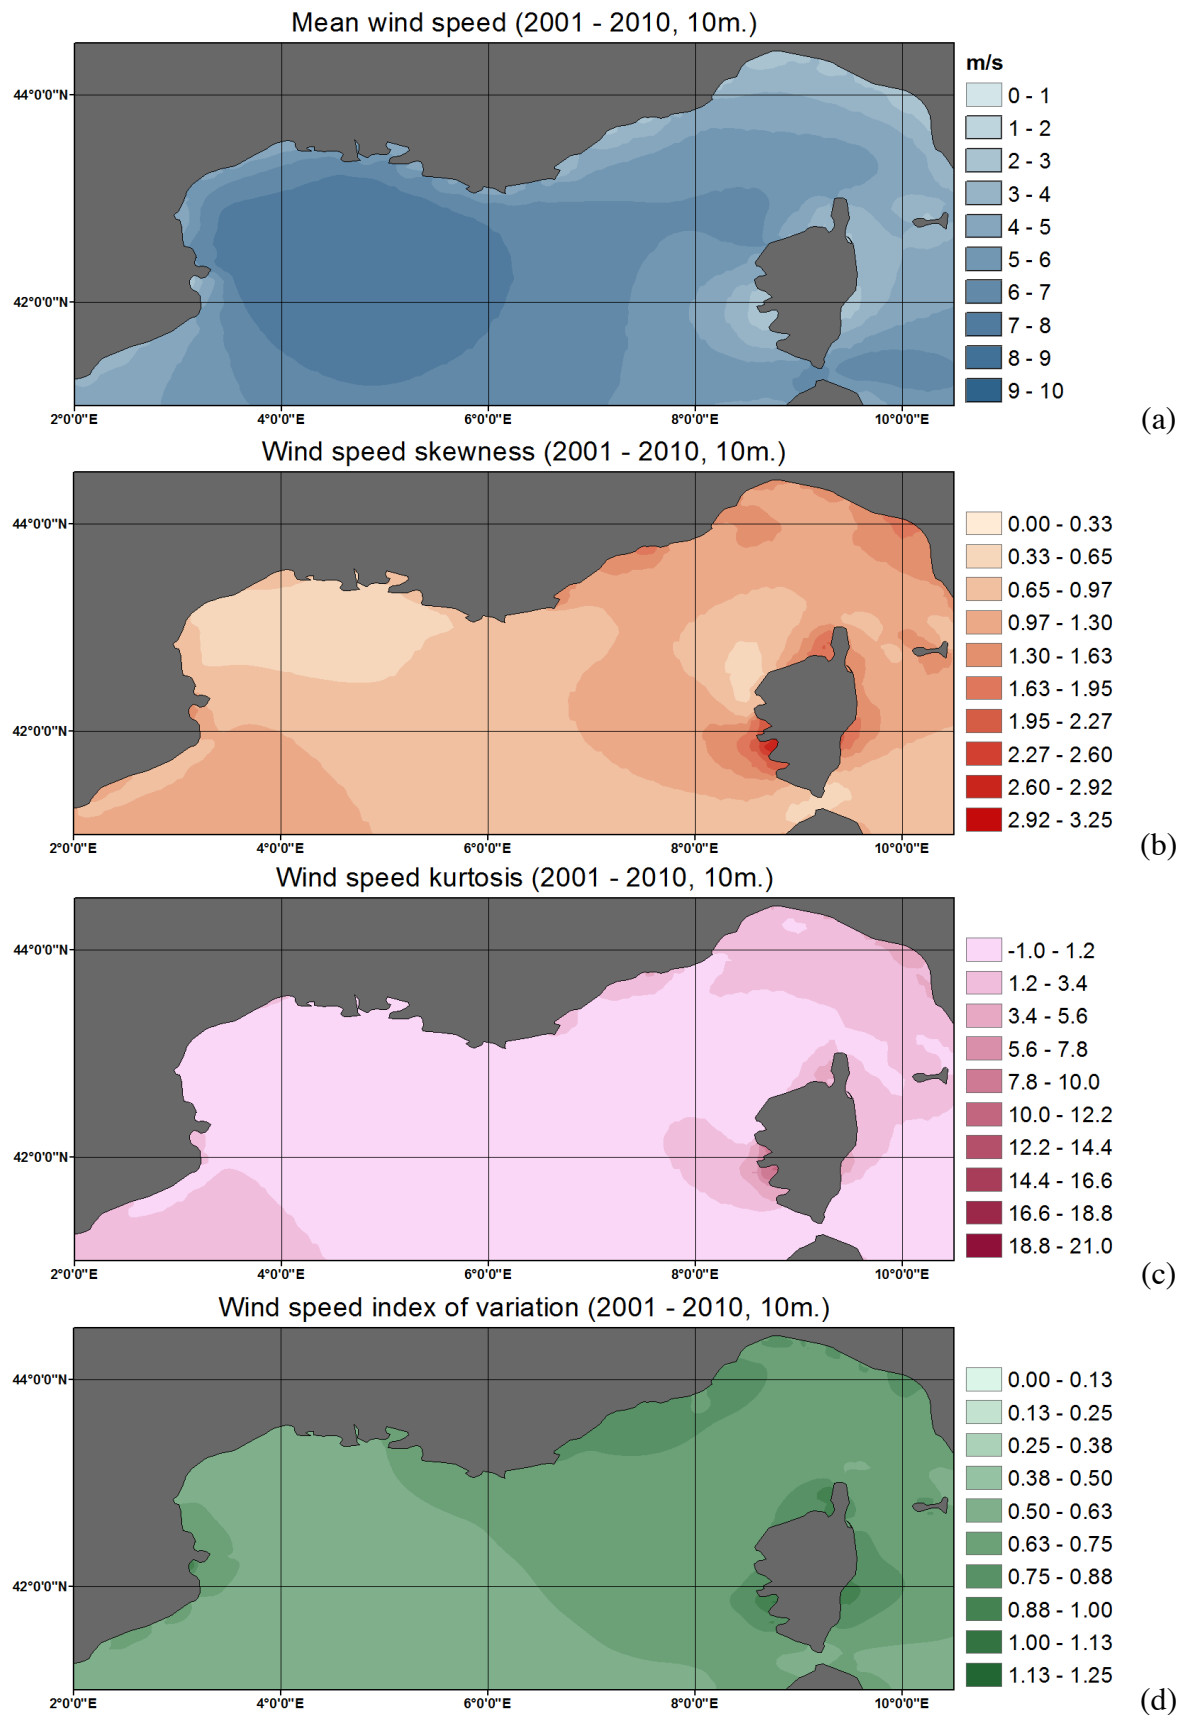 Mean wind speed (2001 - 2010, 10m.)
m/s
44°0'0"N
42°0'0"N
0 - 1
1 - 2
2 - 3
3 - 4
4 - 5
5 - 6
6 - 7
7 - 8
8 - 9
9 - 10
2°0'0"E 4°0'0"E 6°0'0"E 8°0'0"E 10°0'0"E
(a)
Wind speed skewness (2001 - 2010, 10m.)
44°0'0"N
42°0'0"N
0.00 - 0.33
0.33 - 0.65
0.65 - 0.97
0.97 - 1.30
1.30 - 1.63
1.63 - 1.95
1.95 - 2.27
2.27 - 2.60
2.60 - 2.92
2.92 - 3.25
2°0'0"E 4°0'0"E 6°0'0"E 8°0'0"E 10°0'0"E
(b)
Wind speed kurtosis (2001 - 2010, 10m.)
44°0'0"N
42°0'0"N
-1.0 - 1.2
1.2 - 3.4
3.4 - 5.6
5.6 - 7.8
7.8 - 10.0
10.0 - 12.2
12.2 - 14.4
14.4 - 16.6
16.6 - 18.8
18.8 - 21.0
2°0'0"E 4°0'0"E 6°0'0"E 8°0'0"E 10°0'0"E
(c)
Wind speed index of variation (2001 - 2010, 10m.)
44°0'0"N
42°0'0"N
0.00 - 0.13
0.13 - 0.25
0.25 - 0.38
0.38 - 0.50
0.50 - 0.63
0.63 - 0.75
0.75 - 0.88
0.88 - 1.00
1.00 - 1.13
1.13 - 1.25
2°0'0"E 4°0'0"E 6°0'0"E 8°0'0"E 10°0'0"E
(d)